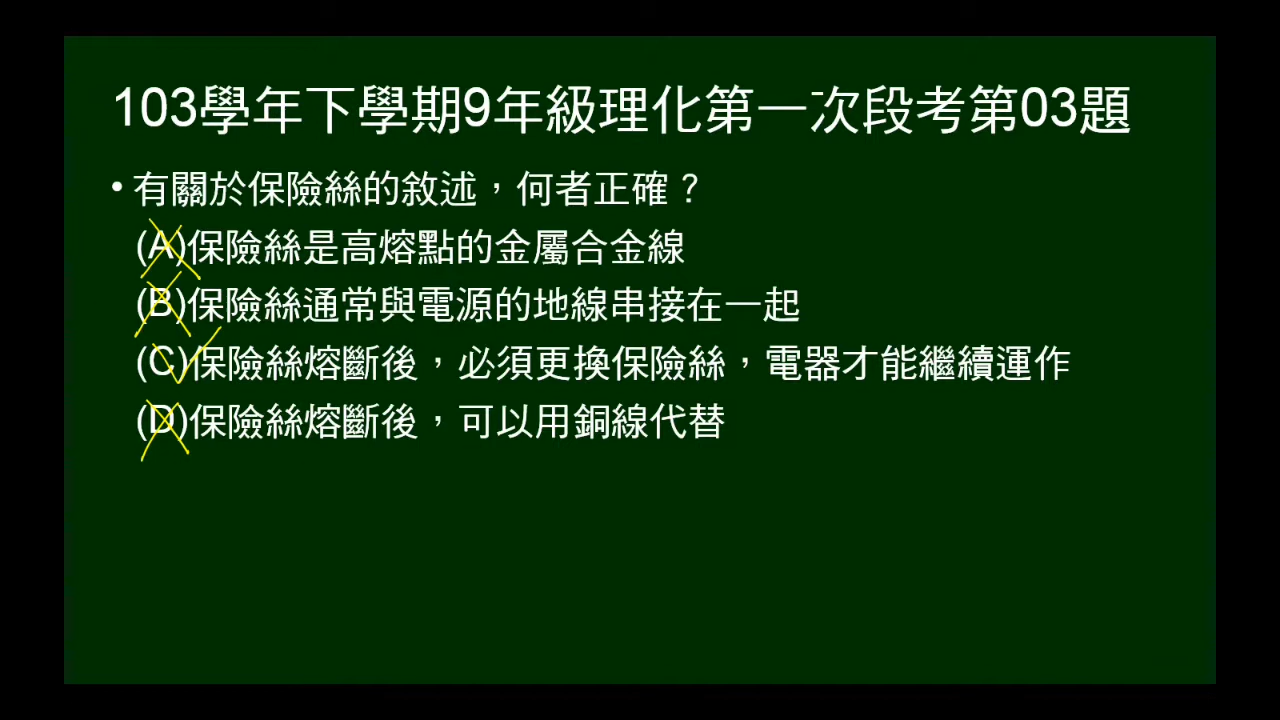 103學年下學期9年級理化第一次段考第03題
• 有關於保險絲的敘述，何者正確？
(A)保險絲是高熔點的金屬合金線
(B)保險絲通常與電源的地線串接在一起
(C)保險絲熔斷後，必須更換保險絲，電器才能繼續運作
(D)保險絲熔斷後，可以用銅線代替